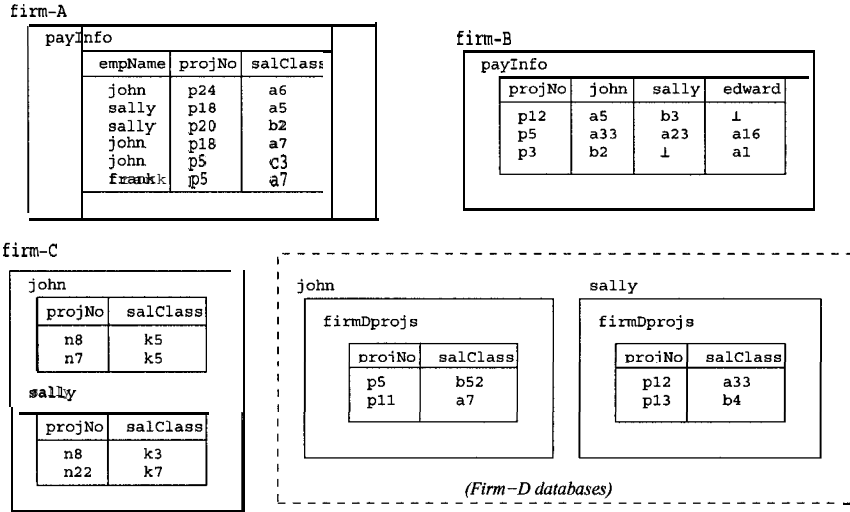 firm-A
payInfo
empName projNo salClass
john p24 a6
sally p18 a5
sally p20 b2
john p18 a7
john p5 c3
frank p5 a7
firm-B
payInfo
projNo john sally edward
p12 a5 b3 ⊥
p5 a33 a23 a16
p3 b2 ⊥ a1
firm-C
john
projNo salClass
n8 k5
n7 k5
sally
projNo salClass
n8 k3
n22 k7
john
firmDprojs
projNo salClass
p5 b52
p11 a7
sally
firmDprojs
projNo salClass
p12 a33
p13 b4
(Firm-D databases)